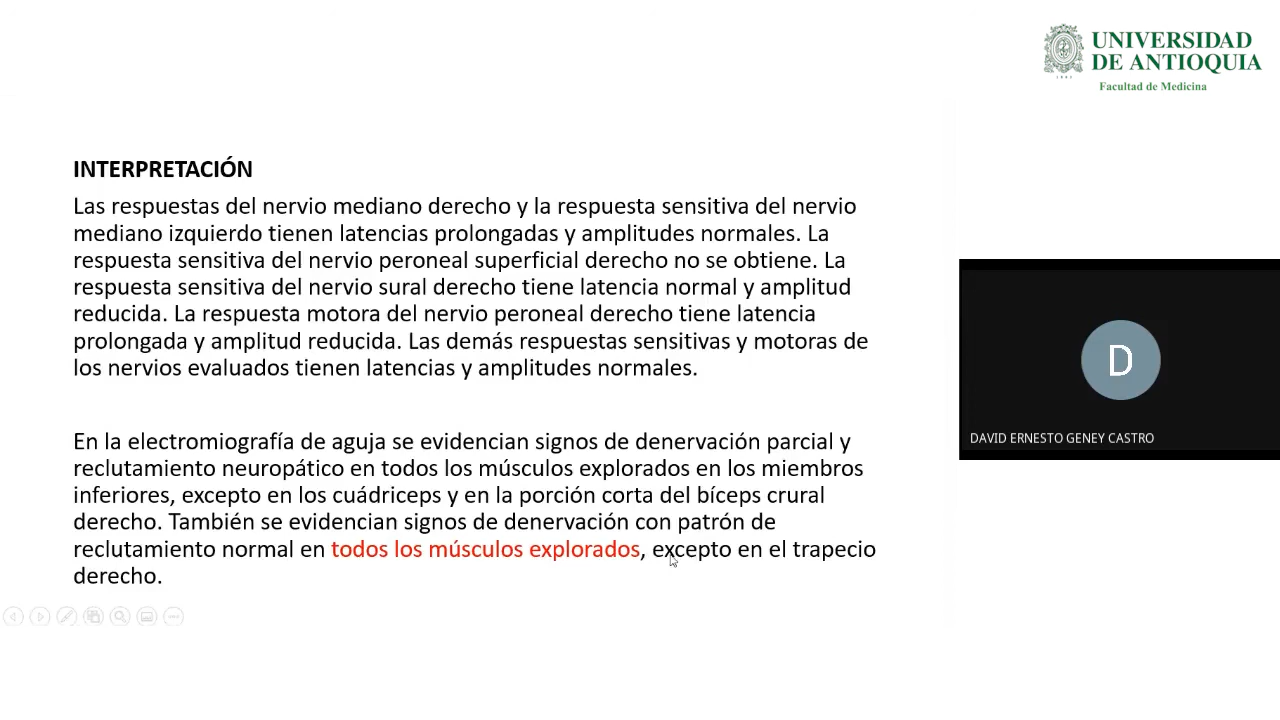 UNIVERSIDAD
DE ANTIOQUIA
1803
Facultad de Medicina
INTERPRETACIÓN
Las respuestas del nervio mediano derecho y la respuesta sensitiva del nervio
mediano izquierdo tienen latencias prolongadas y amplitudes normales. La
respuesta sensitiva del nervio peroneal superficial derecho no se obtiene. La
respuesta sensitiva del nervio sural derecho tiene latencia normal y amplitud
reducida. La respuesta motora del nervio peroneal derecho tiene latencia
prolongada y amplitud reducida. Las demás respuestas sensitivas y motoras de
los nervios evaluados tienen latencias y amplitudes normales.
En la electromiografía de aguja se evidencian signos de denervación parcial y
reclutamiento neuropático en todos los músculos explorados en los miembros
inferiores, excepto en los cuádriceps y en la porción corta del bíceps crural
derecho. También se evidencian signos de denervación con patrón de
reclutamiento normal en todos los músculos explorados, excepto en el trapecio
derecho.
D
DAVID ERNESTO GENEY CASTRO